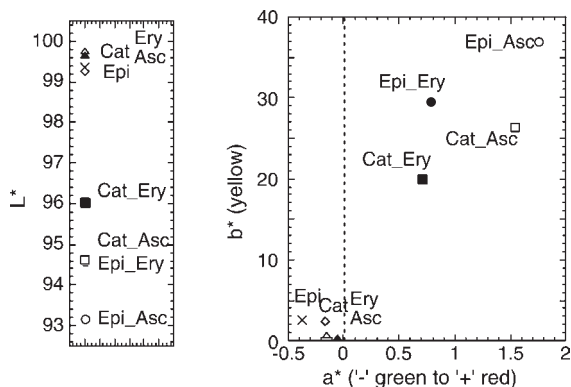 100
99
98
97
96
95
94
93
L*
Ery
Cat Asc
Epi
Cat_Ery
Cat_Asc
Epi_Ery
Epi_Asc
40
30
20
10
0
b* (yellow)
Epi_Asc
Epi_Ery
Cat_Asc
Cat_Ery
Epi Cat Ery
Asc
-0.5 0 0.5 1 1.5 2
a* ('-' green to '+' red)